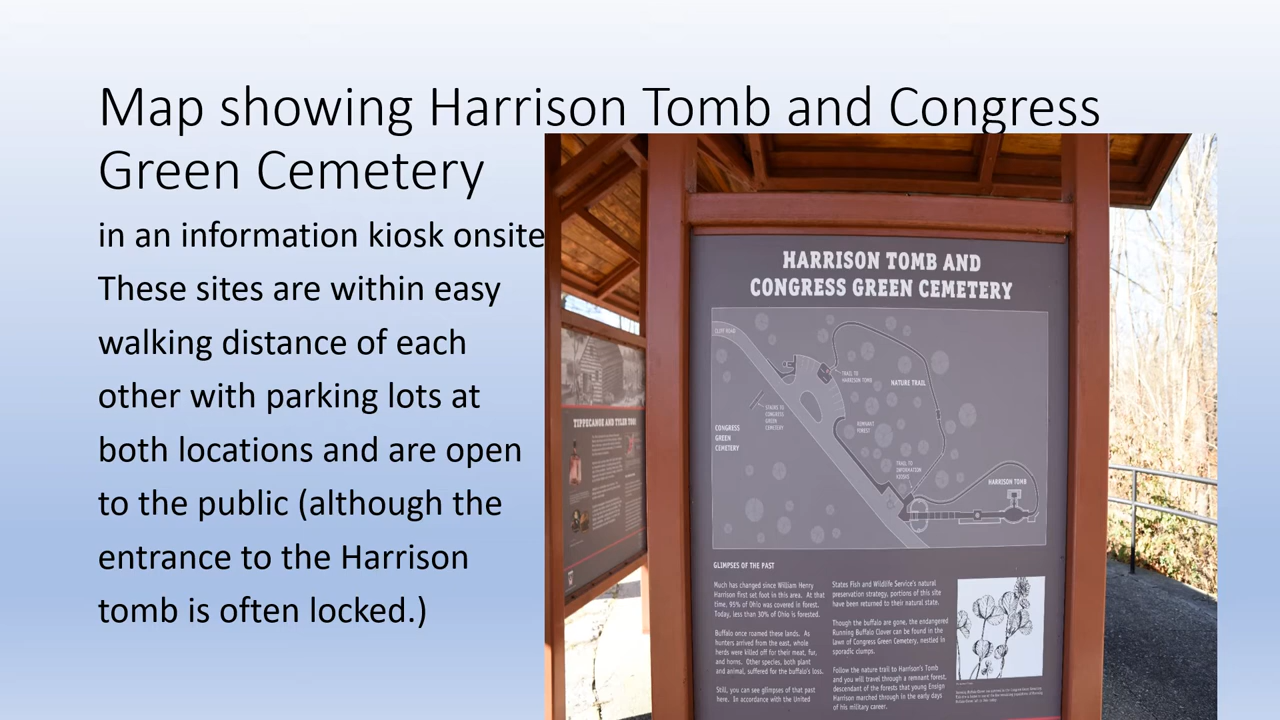 Map showing Harrison Tomb and Congress
Green Cemetery
in an information kiosk onsite
These sites are within easy
walking distance of each
other with parking lots at
both locations and are open
to the public (although the
entrance to the Harrison
tomb is often locked.)
TIPPECANOE AND TYLER TOO!
HARRISON TOMB AND
CONGRESS GREEN CEMETERY
CLIFF ROAD
TRAIL TO
HARRISON TOMB
NATURE TRAIL
STAIRS TO
CONGRESS
GREEN
CEMETERY
CONGRESS
GREEN
CEMETERY
REMNANT
FOREST
TRAIL TO
INFORMATION
KIOSKS
HARRISON TOMB
GLIMPSES OF THE PAST
Much has changed since William Henry
Harrison first set foot in this area. At that
time, 95% of Ohio was covered in forest.
Today, less than 30% of Ohio is forested.
Buffalo once roamed these lands. As
hunters arrived from the east, whole
herds were killed off for their meat, fur,
and horns. Other species, both plant
and animal, suffered for the buffalo's loss.
Still, you can see glimpses of that past
here. In accordance with the United
States Fish and Wildlife Service's natural
preservation strategy, portions of this site
have been returned to their natural state.
Though the buffalo are gone, the endangered
Running Buffalo Clover can be found in the
lawn of Congress Green Cemetery, nestled in
sporadic clumps.
Follow the nature trail to Harrison's Tomb
and you will travel through a remnant forest,
descendant of the forests that young Ensign
Harrison marched through in the early days
of his military career.